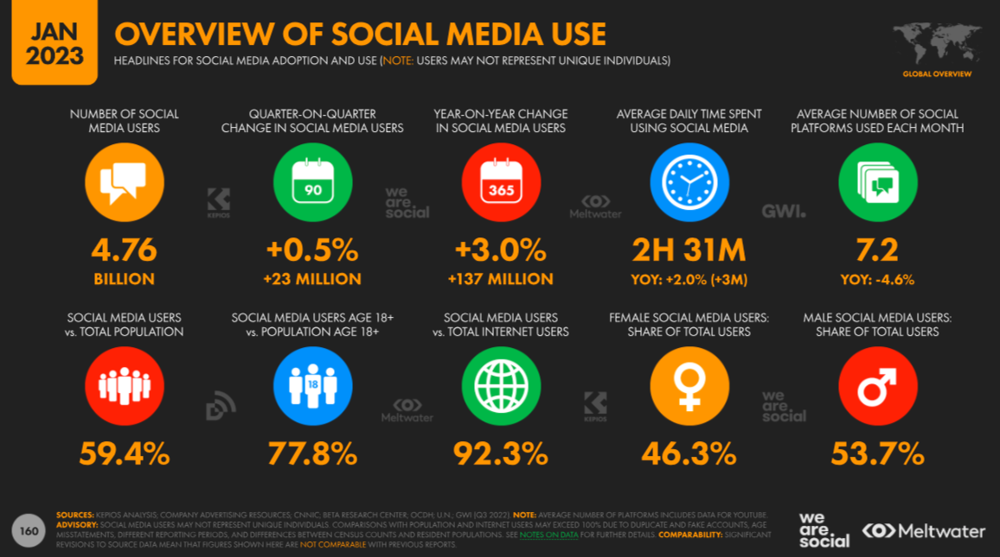 JAN
2023
OVERVIEW OF SOCIAL MEDIA USE
HEADLINES FOR SOCIAL MEDIA ADOPTION AND USE (NOTE: USERS MAY NOT REPRESENT UNIQUE INDIVIDUALS)
GLOBAL OVERVIEW
NUMBER OF SOCIAL
MEDIA USERS
4.76
BILLION
QUARTER-ON-QUARTER
CHANGE IN SOCIAL MEDIA USERS
90
+0.5%
+23 MILLION
YEAR-ON-YEAR CHANGE
IN SOCIAL MEDIA USERS
365
+3.0%
+137 MILLION
AVERAGE DAILY TIME SPENT
USING SOCIAL MEDIA
2H 31M
YOY: +2.0% (+3M)
AVERAGE NUMBER OF SOCIAL
PLATFORMS USED EACH MONTH
7.2
YOY: -4.6%
KEPIOS
we
are
social
Meltwater
GWI.
SOCIAL MEDIA USERS
vs. TOTAL POPULATION
59.4%
SOCIAL MEDIA USERS AGE 18+
vs. POPULATION AGE 18+
18
77.8%
SOCIAL MEDIA USERS
vs. TOTAL INTERNET USERS
92.3%
FEMALE SOCIAL MEDIA USERS:
SHARE OF TOTAL USERS
46.3%
MALE SOCIAL MEDIA USERS:
SHARE OF TOTAL USERS
53.7%
Meltwater
KEPIOS
we
are
social
160
SOURCES: KEPIOS ANALYSIS; COMPANY ADVERTISING RESOURCES; CNNIC; BETA RESEARCH CENTER; OCDH; U.N.; GWI (Q3 2022). NOTE: AVERAGE NUMBER OF PLATFORMS INCLUDES DATA FOR YOUTUBE.
ADVISORY: SOCIAL MEDIA USERS MAY NOT REPRESENT UNIQUE INDIVIDUALS. COMPARISONS WITH POPULATION AND INTERNET USERS MAY EXCEED 100% DUE TO DUPLICATE AND FAKE ACCOUNTS, AGE
MISSTATEMENTS, DIFFERENT REPORTING PERIODS, AND DIFFERENCES BETWEEN CENSUS COUNTS AND RESIDENT POPULATIONS. SEE NOTES ON DATA FOR FURTHER DETAILS. COMPARABILITY: SIGNIFICANT
REVISIONS TO SOURCE DATA MEAN THAT FIGURES SHOWN HERE ARE NOT COMPARABLE WITH PREVIOUS REPORTS.
we
are
social
Meltwater